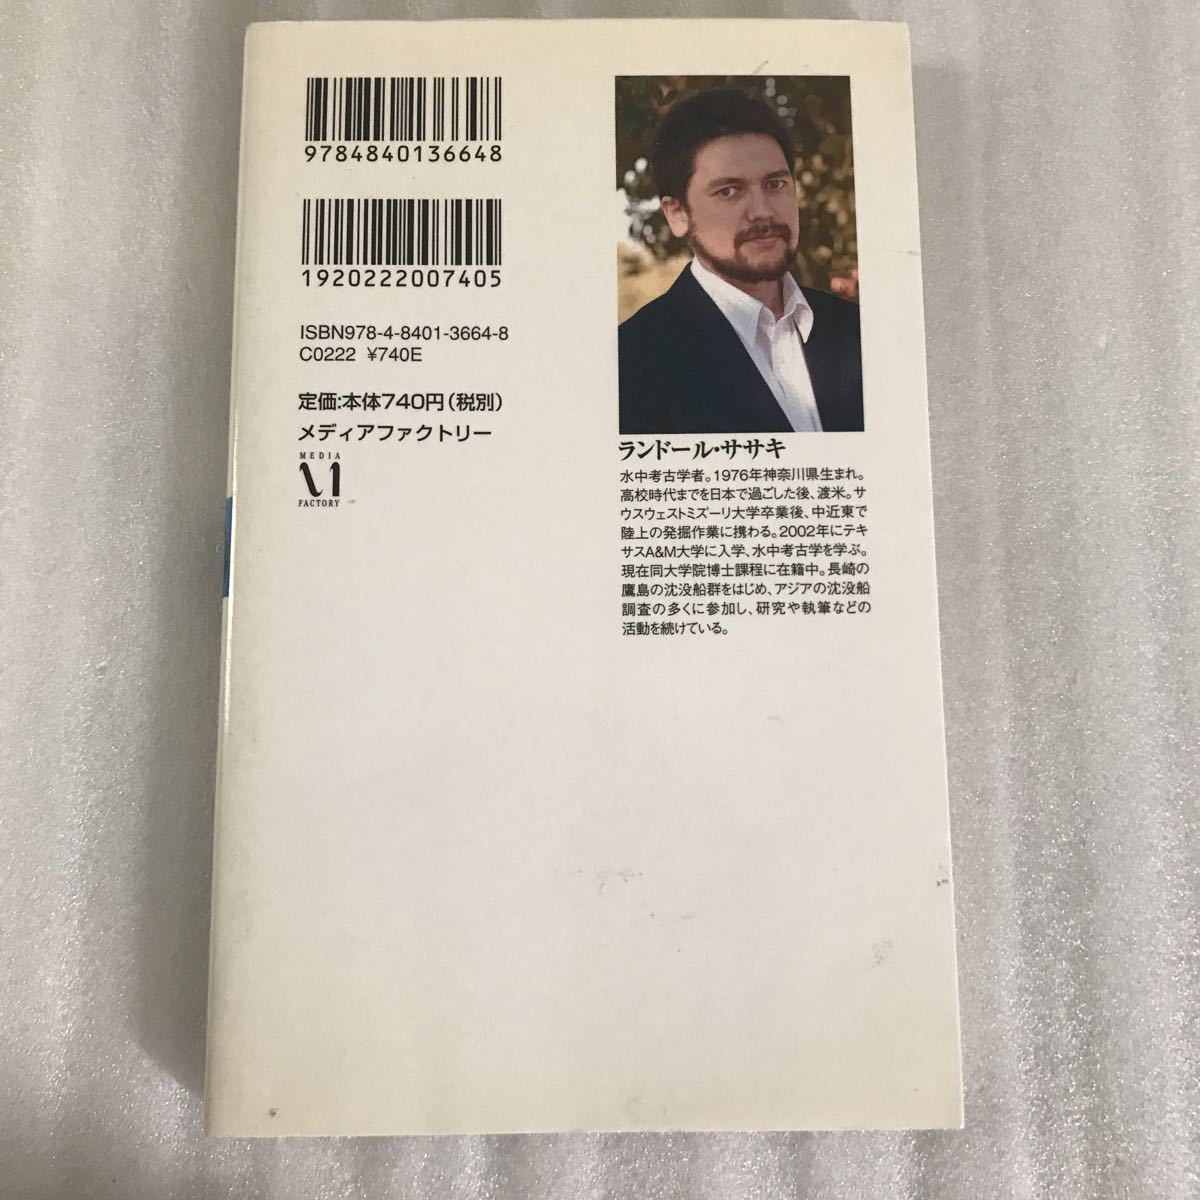 9784840136648
1920222007405
ISBN978-4-8401-3664-8
C0222 ¥740E
定価:本体740円(税別)
メディアファクトリー
MEDIA
FACTORY
ランドール・ササキ
水中考古学者。1976年神奈川県生まれ。
高校時代までを日本で過ごした後、渡米。サ
ウスウェストミズーリ大学卒業後、中近東で
陸上の発掘作業に携わる。2002年にテキ
サスA&M大学に入学、水中考古学を学ぶ。
現在同大学院博士課程に在籍中。長崎の
鷹島の沈没船群をはじめ、アジアの沈没船
調査の多くに参加し、研究や執筆などの
活動を続けている。